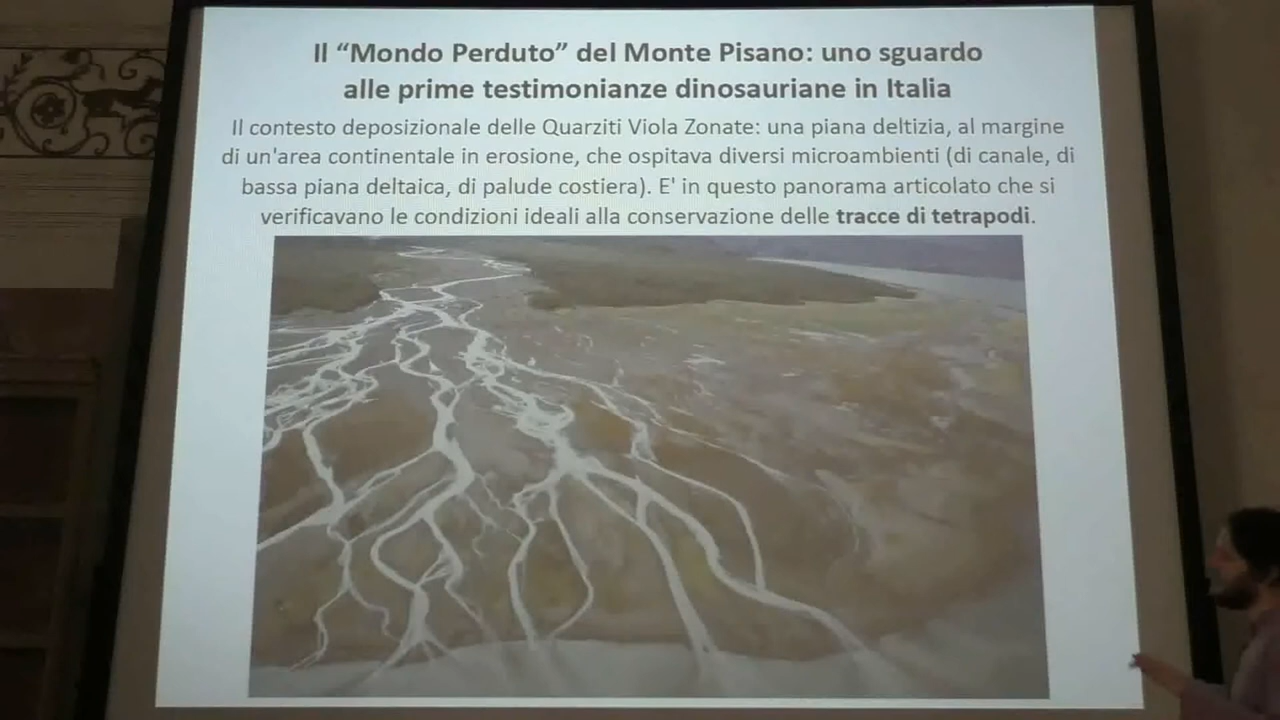 Il “Mondo Perduto” del Monte Pisano: uno sguardo
alle prime testimonianze dinosauriane in Italia
Il contesto deposizionale delle Quarziti Viola Zonate: una piana deltizia, al margine
di un'area continentale in erosione, che ospitava diversi microambienti (di canale, di
bassa piana deltaica, di palude costiera). E' in questo panorama articolato che si
verificavano le condizioni ideali alla conservazione delle tracce di tetrapodi.